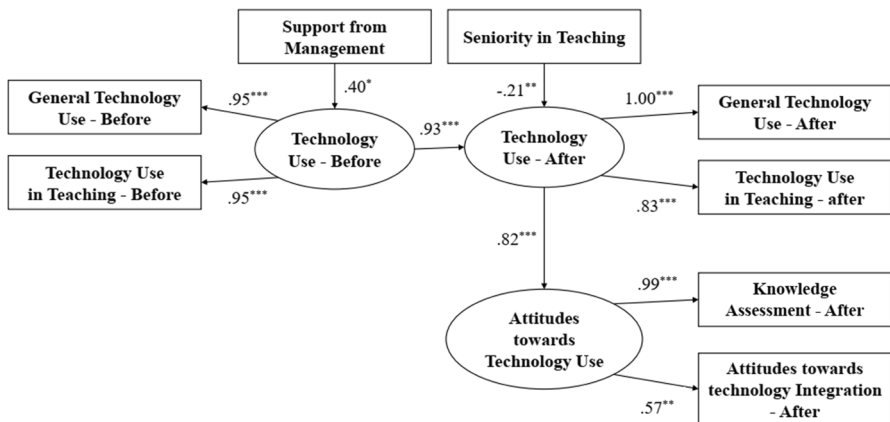 Support from
Management
Seniority in Teaching
.40*
-.21**
General Technology
Use - Before
.95***
Technology
Use - Before
.93***
Technology
Use - After
1.00***
General Technology
Use - After
Technology Use
in Teaching - Before
.95***
Technology Use
in Teaching - after
.83***
.82***
Attitudes
towards
Technology Use
.99***
Knowledge
Assessment - After
.57**
Attitudes towards
technology Integration
- After